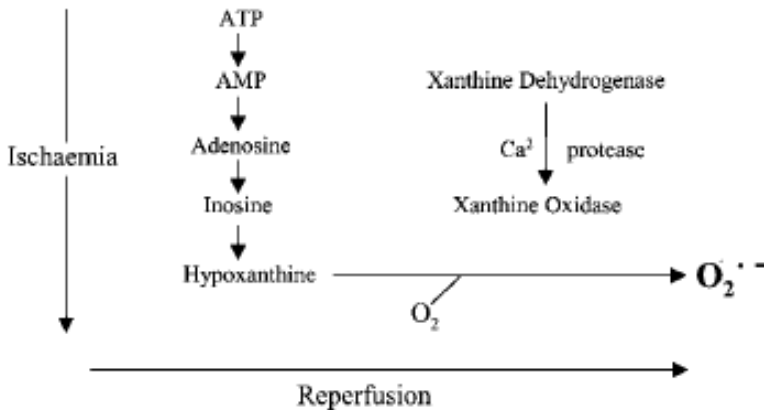 ATP
AMP
Xanthine Dehydrogenase
Ischaemia
Adenosine
Ca²
protease
Inosine
Xanthine Oxidase
Hypoxanthine
O₂
O₂˙⁻
Reperfusion